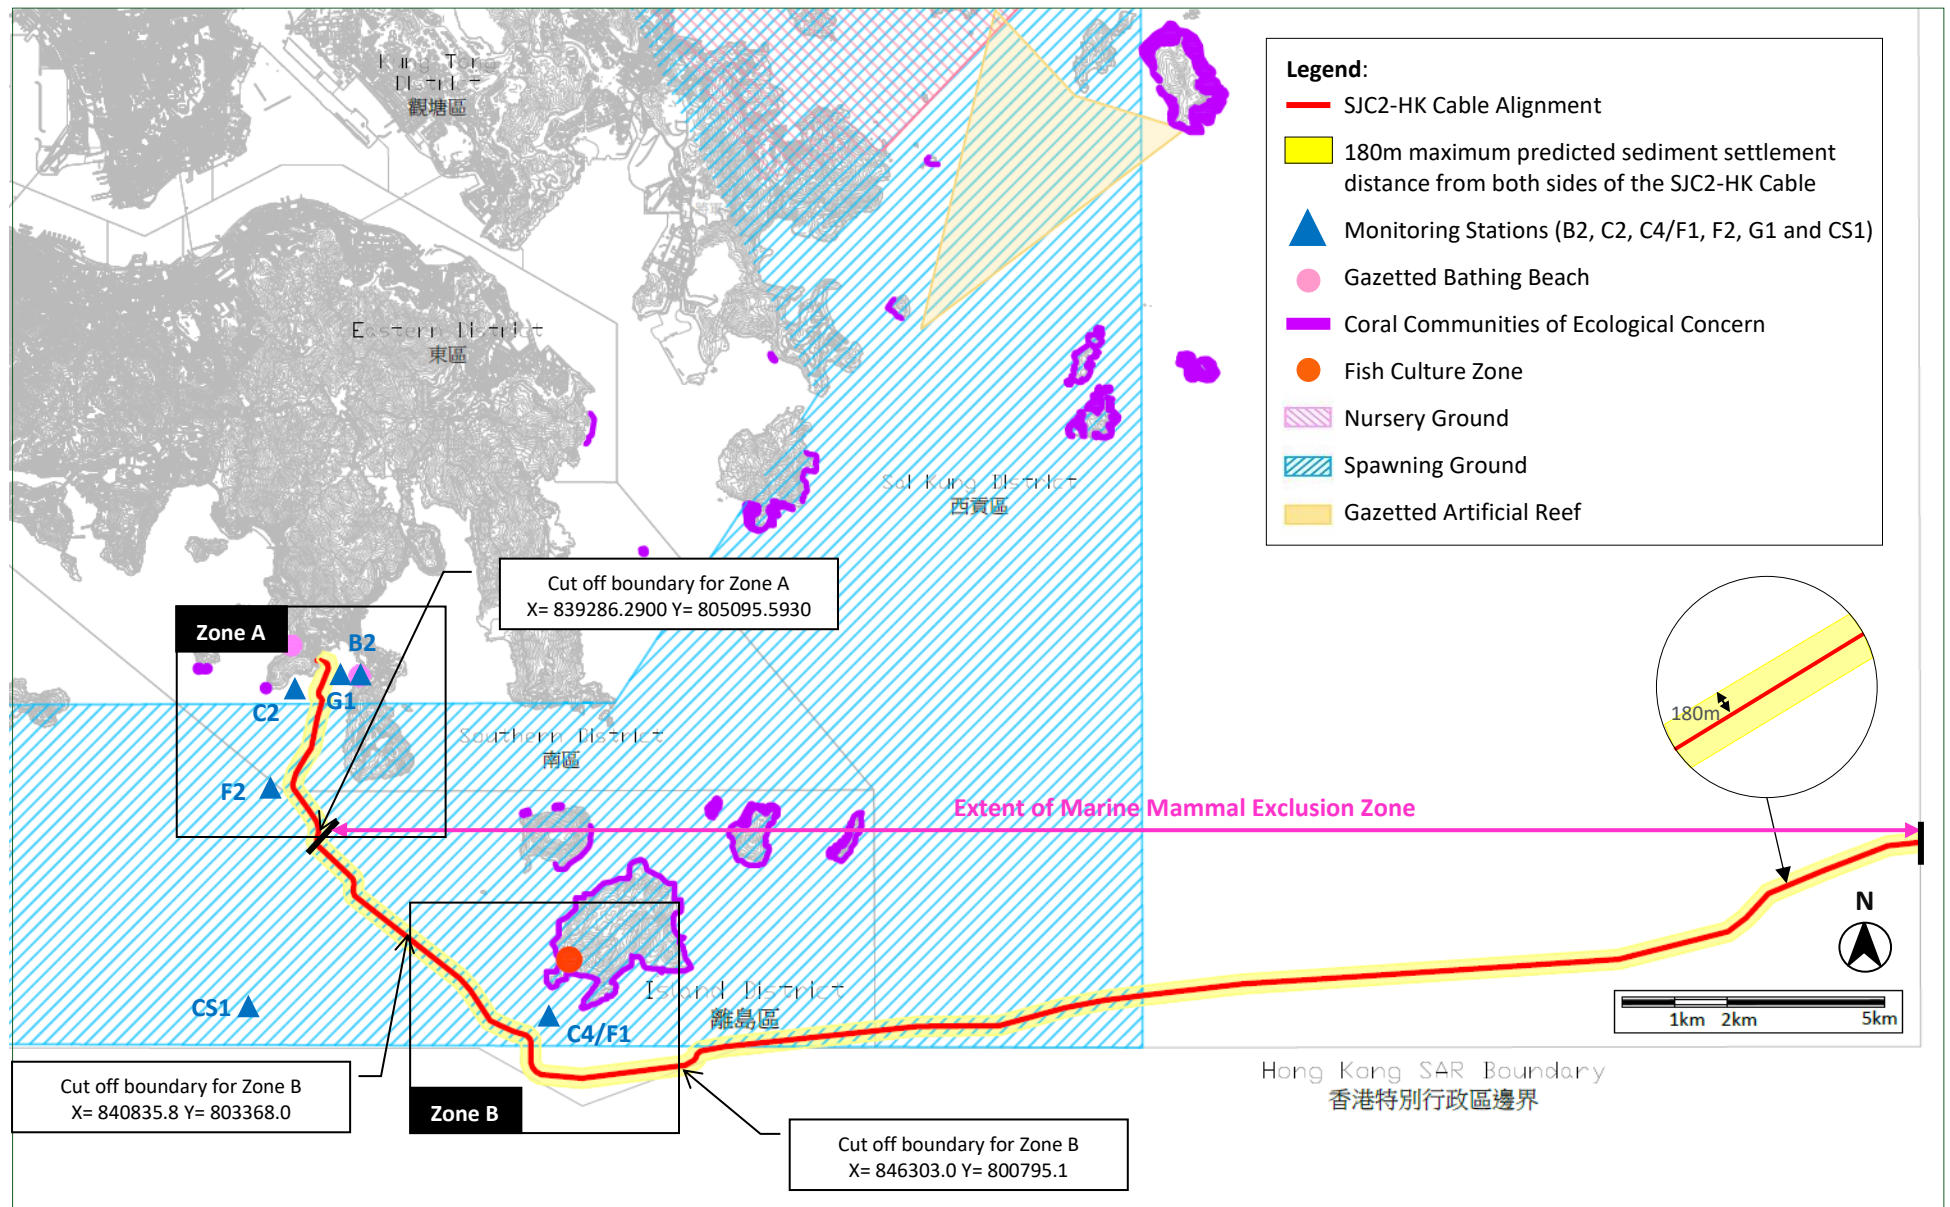 Kung Tong
District
觀塘區
Legend:
SJC2-HK Cable Alignment
180m maximum predicted sediment settlement
distance from both sides of the SJC2-HK Cable
Monitoring Stations (B2, C2, C4/F1, F2, G1 and CS1)
Gazetted Bathing Beach
Coral Communities of Ecological Concern
Fish Culture Zone
Nursery Ground
Spawning Ground
Gazetted Artificial Reef
Eastern District
東區
Sai Kung District
西貢區
Cut off boundary for Zone A
X= 839286.2900 Y= 805095.5930
Zone A
B2
G1
C2
Southern District
南區
F2
180m
Extent of Marine Mammal Exclusion Zone
N
CS1
C4/F1
Island District
離島區
1km 2km 5km
Cut off boundary for Zone B
X= 840835.8 Y= 803368.0
Zone B
Hong Kong SAR Boundary
香港特別行政區邊界
Cut off boundary for Zone B
X= 846303.0 Y= 800795.1